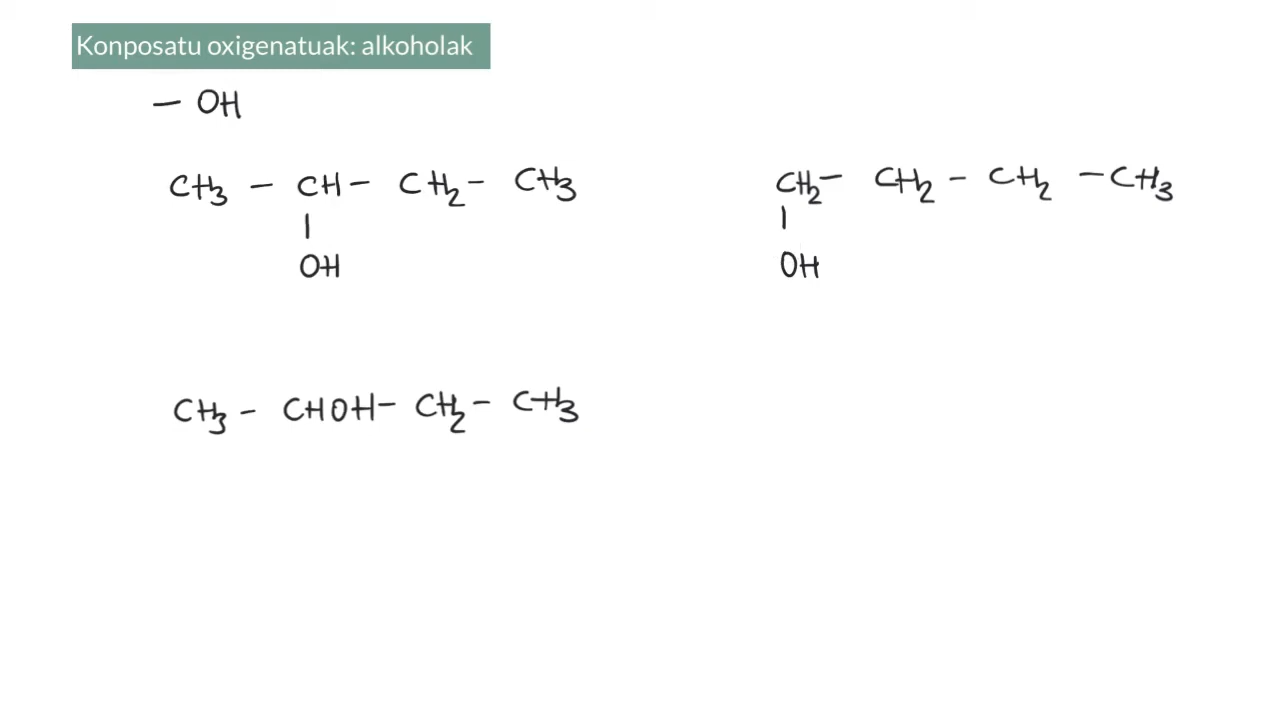 Konposatu oxigenatuak: alkoholak
— OH
CH₃ — CH — CH₂ — CH₃
|
OH
CH₂ — CH₂ — CH₂ — CH₃
|
OH
CH₃ — CHOH — CH₂ — CH₃